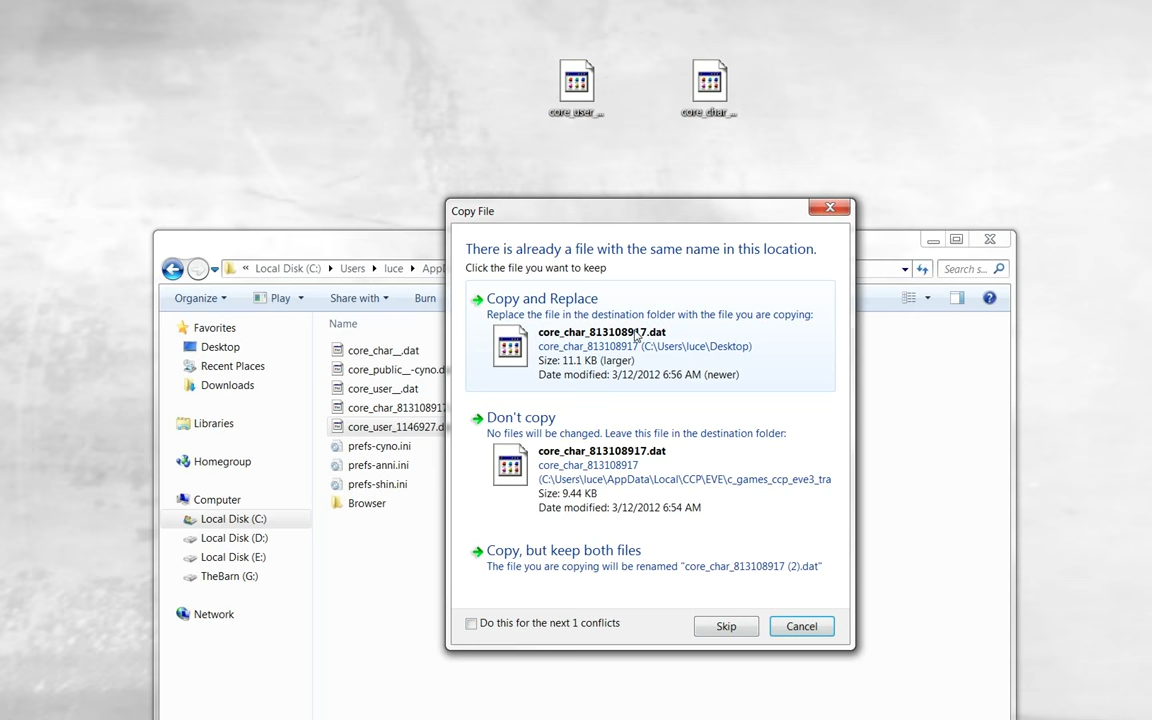 core_user_...
core_char_...
Copy File
There is already a file with the same name in this location.
Click the file you want to keep
Copy and Replace
Replace the file in the destination folder with the file you are copying:
core_char_813108917.dat
core_char_813108917 (C:\Users\luce\Desktop)
Size: 11.1 KB (larger)
Date modified: 3/12/2012 6:56 AM (newer)
Don't copy
No files will be changed. Leave this file in the destination folder:
core_char_813108917.dat
core_char_813108917
(C:\Users\luce\AppData\Local\CCP\EVE\c_games_ccp_eve3_tra
Size: 9.44 KB
Date modified: 3/12/2012 6:54 AM
Copy, but keep both files
The file you are copying will be renamed "core_char_813108917 (2).dat"
Do this for the next 1 conflicts
Skip
Cancel
« Local Disk (C:) Users luce AppD
Search s...
Organize
Play
Share with
Burn
Favorites
Desktop
Recent Places
Downloads
Libraries
Homegroup
Computer
Local Disk (C:)
Local Disk (D:)
Local Disk (E:)
TheBarn (G:)
Network
Name
core_char__.dat
core_public__-cyno.d
core_user__.dat
core_char_813108917
core_user_1146927.d
prefs-cyno.ini
prefs-anni.ini
prefs-shin.ini
Browser